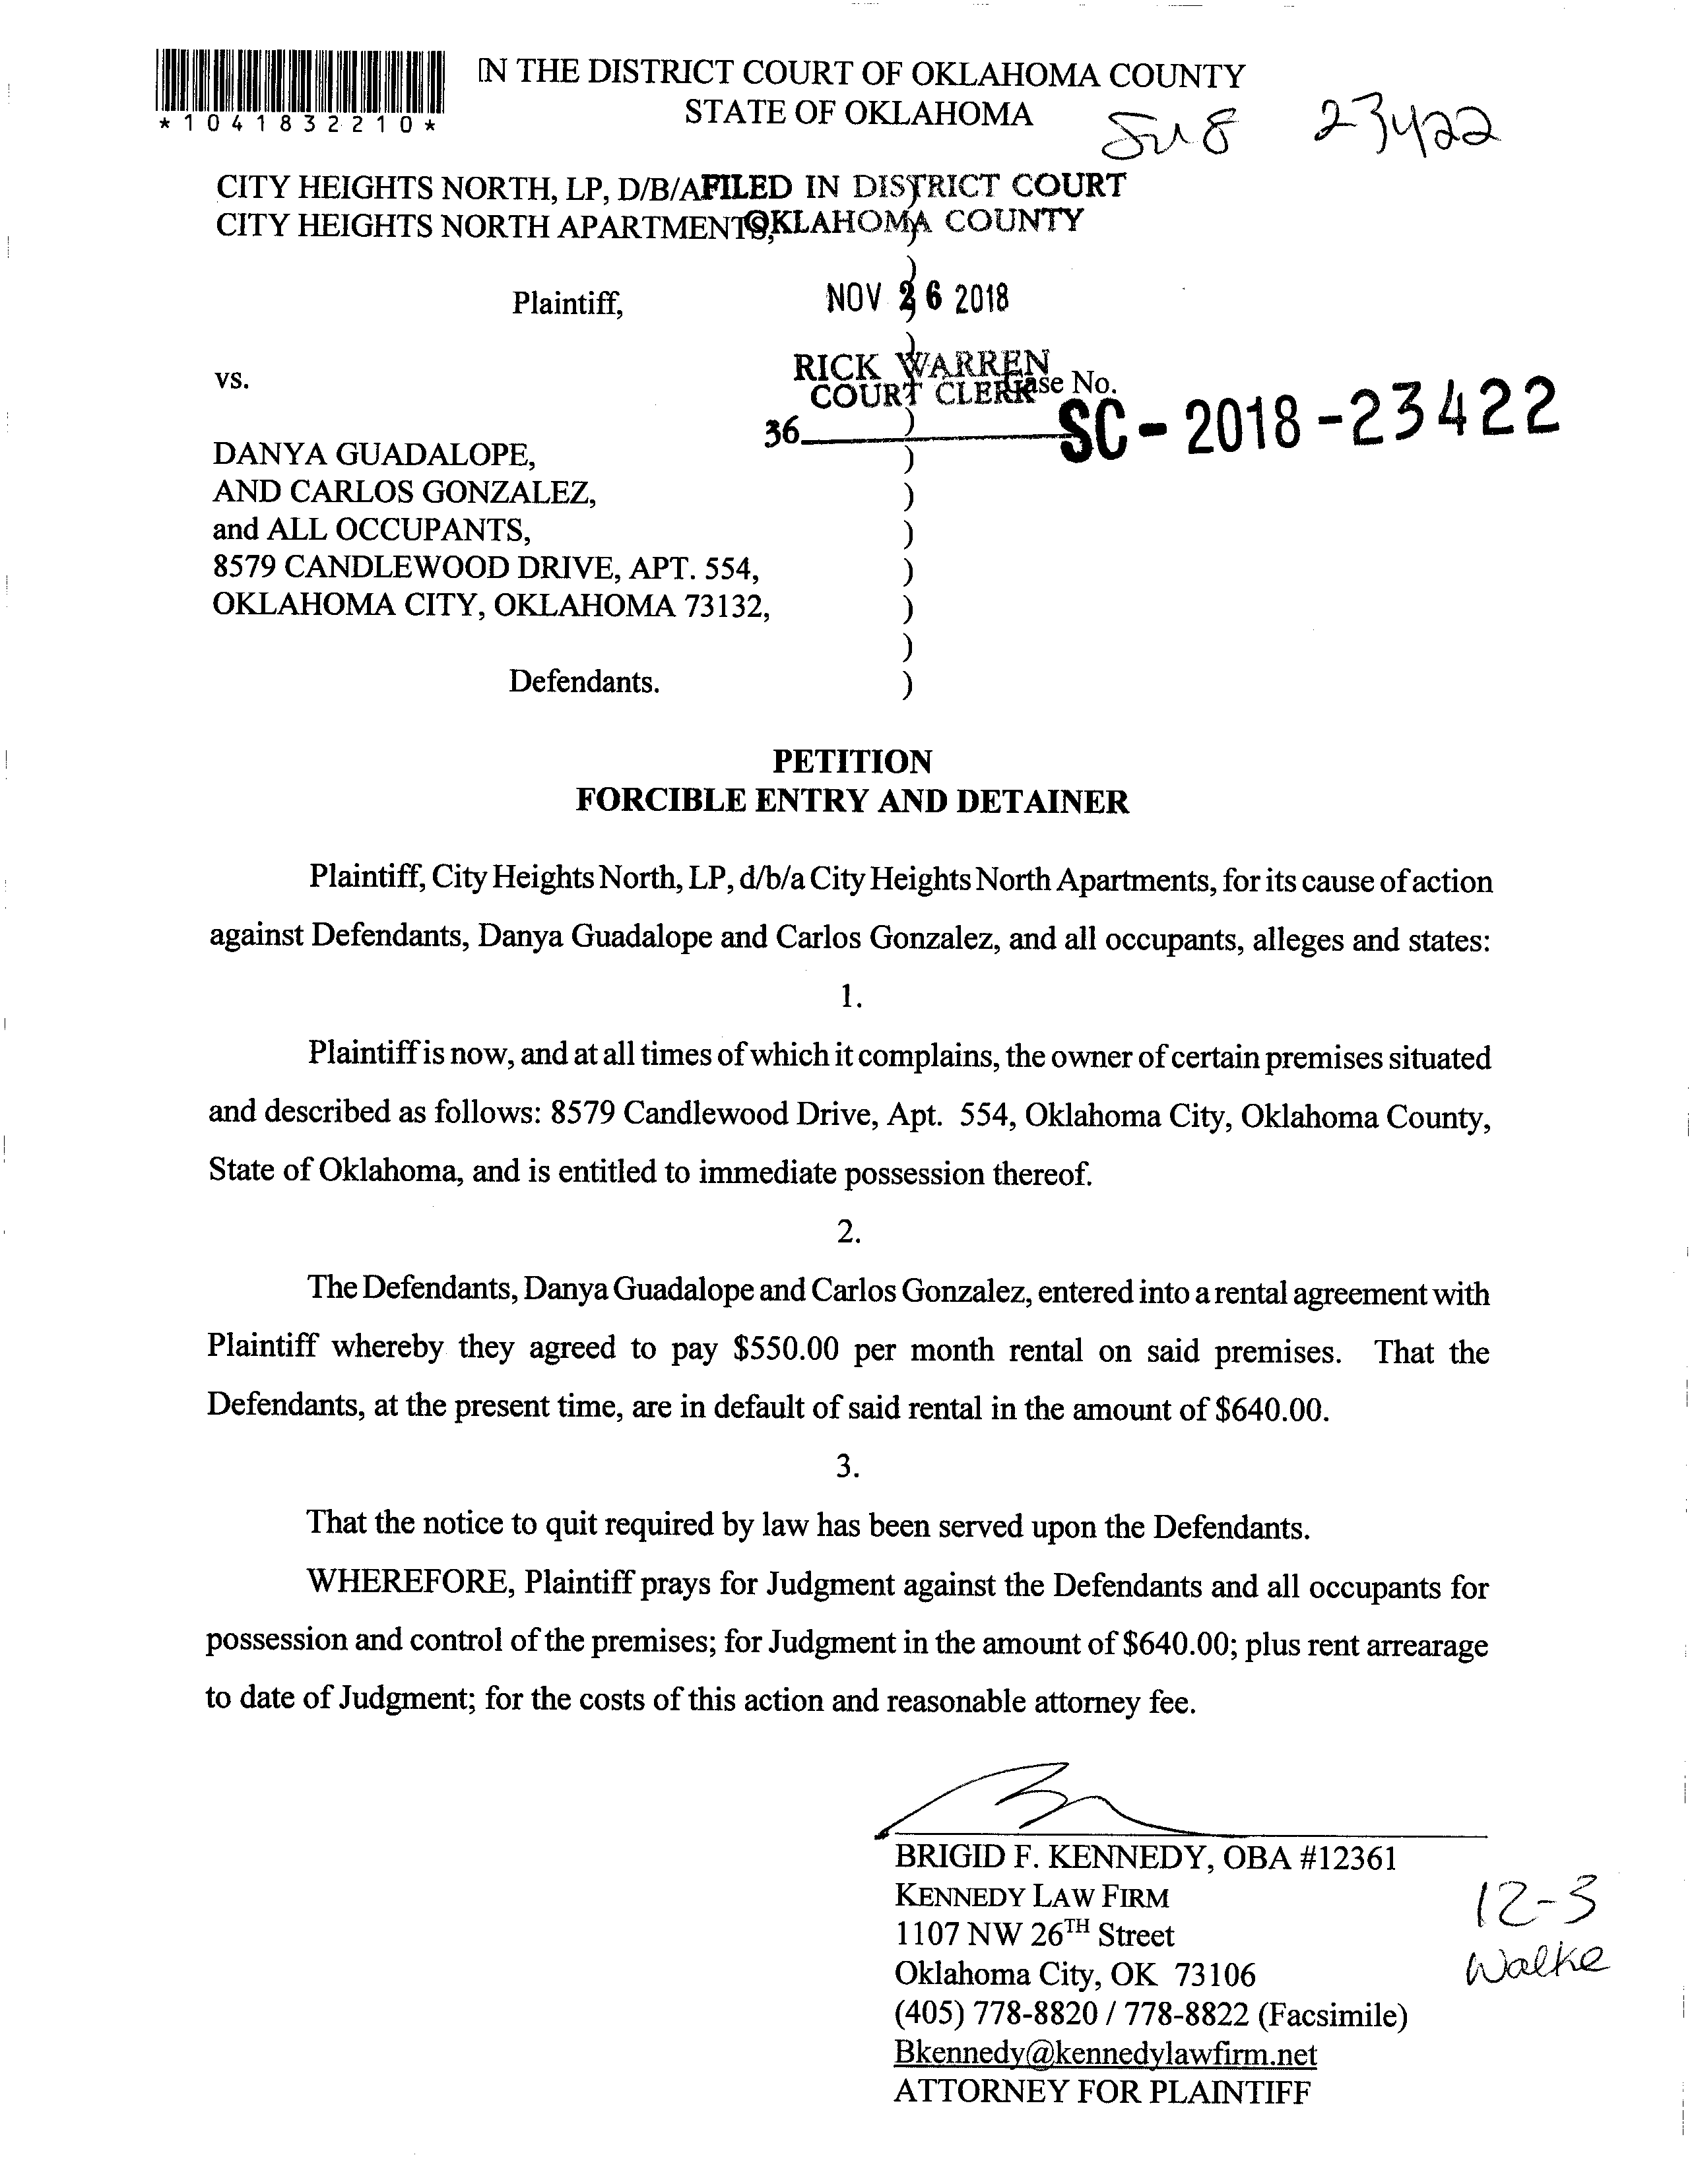 IN THE DISTRICT COURT OF OKLAHOMA COUNTY
*1041832210*
STATE OF OKLAHOMA
23422
CITY HEIGHTS NORTH, LP, D/B/A
FILED IN DISTRICT COURT
CITY HEIGHTS NORTH APARTMENTS,
OKLAHOMA COUNTY
)
Plaintiff,
NOV 26 2018
RICK WARREN
vs.
COURT CLERK
Case No.
SC-2018-23422
36
)
DANYA GUADALOPE, )
AND CARLOS GONZALEZ, )
and ALL OCCUPANTS, )
8579 CANDLEWOOD DRIVE, APT. 554, )
OKLAHOMA CITY, OKLAHOMA 73132, )
)
Defendants. )
PETITION
FORCIBLE ENTRY AND DETAINER
Plaintiff, City Heights North, LP, d/b/a City Heights North Apartments, for its cause of action
against Defendants, Danya Guadalope and Carlos Gonzalez, and all occupants, alleges and states:
1.
Plaintiff is now, and at all times of which it complains, the owner of certain premises situated
and described as follows: 8579 Candlewood Drive, Apt. 554, Oklahoma City, Oklahoma County,
State of Oklahoma, and is entitled to immediate possession thereof.
2.
The Defendants, Danya Guadalope and Carlos Gonzalez, entered into a rental agreement with
Plaintiff whereby they agreed to pay $550.00 per month rental on said premises. That the
Defendants, at the present time, are in default of said rental in the amount of $640.00.
3.
That the notice to quit required by law has been served upon the Defendants.
WHEREFORE, Plaintiff prays for Judgment against the Defendants and all occupants for
possession and control of the premises; for Judgment in the amount of $640.00; plus rent arrearage
to date of Judgment; for the costs of this action and reasonable attorney fee.
BRIGID F. KENNEDY, OBA #12361
KENNEDY LAW FIRM
1107 NW 26TH Street
Oklahoma City, OK 73106
(405) 778-8820 / 778-8822 (Facsimile)
Bkennedy@kennedylawfirm.net
ATTORNEY FOR PLAINTIFF
12-3
Walke